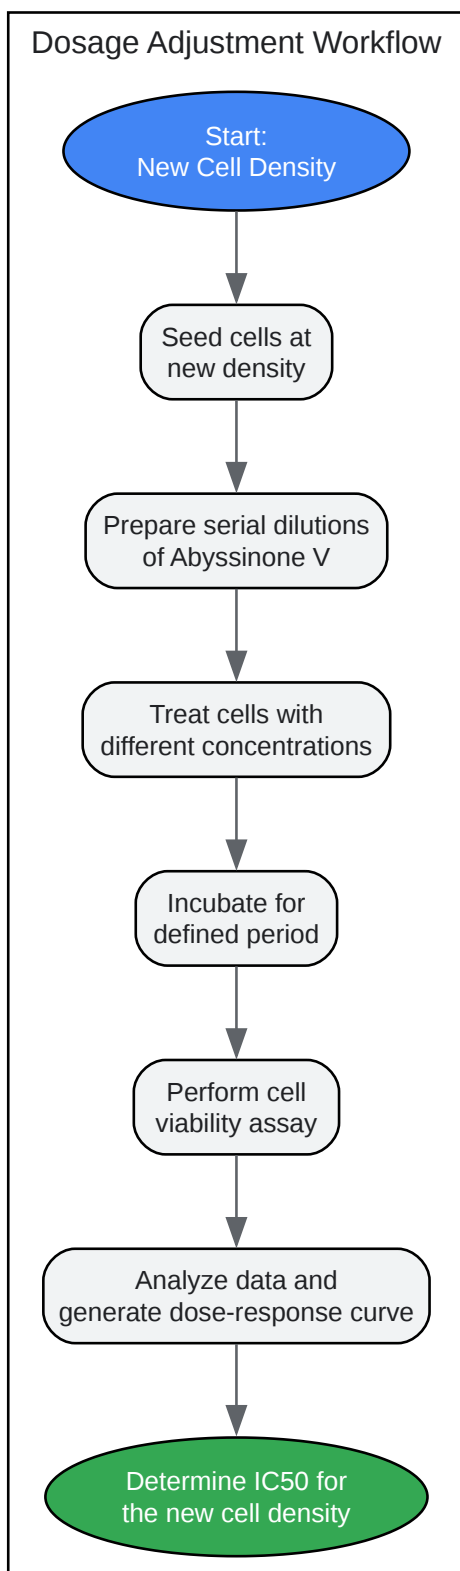 Dosage Adjustment Workflow
Start:
New Cell Density
Seed cells at
new density
Prepare serial dilutions
of Abyssinone V
Treat cells with
different concentrations
Incubate for
defined period
Perform cell
viability assay
Analyze data and
generate dose-response curve
Determine IC50 for
the new cell density